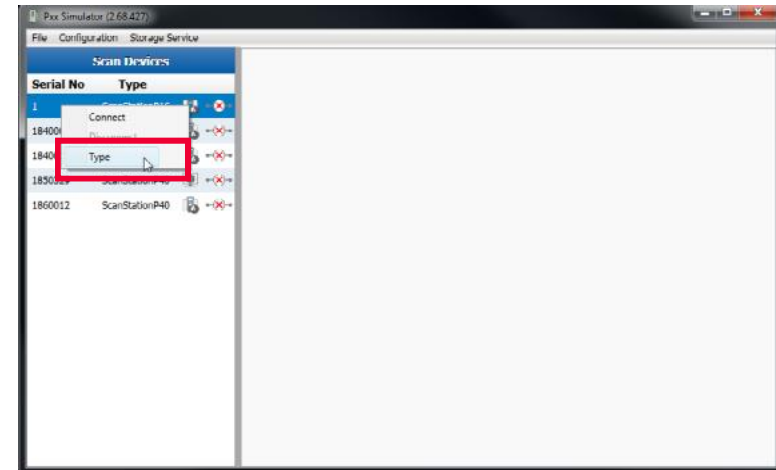 Pxx Simulator (2.68.427)
File Configuration Storage Service
Scan Devices
Serial No Type
1
Connect
Type
ScanStationP40
1860012 ScanStationP40